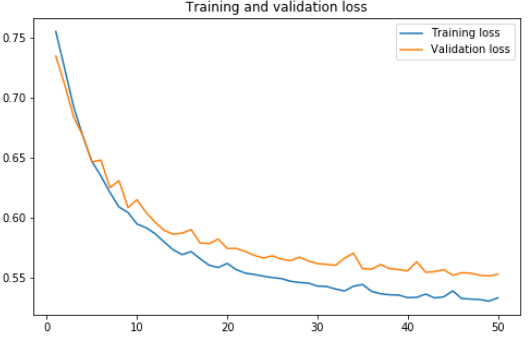 Training and validation loss
Training loss
Validation loss
0.75
0.70
0.65
0.60
0.55
0 10 20 30 40 50